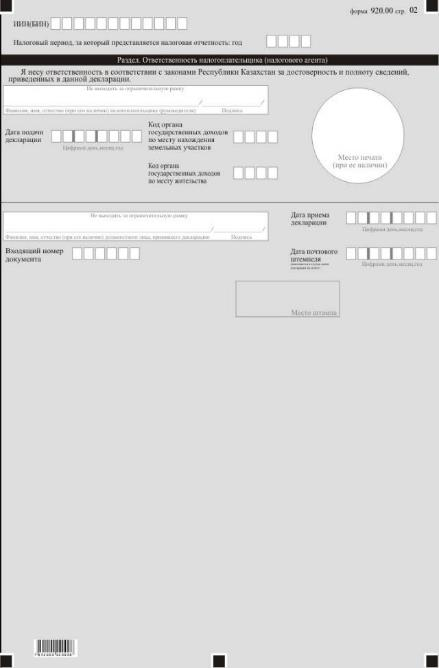 форма 920.00 стр. 02
ИИН(БИН)
Налоговый период, за который представляется налоговая отчетность: год
Раздел. Ответственность налогоплательщика (налогового агента)
Я несу ответственность в соответствии с законами Республики Казахстан за достоверность и полноту сведений,
приведенных в данной декларации.
Не выходить за ограничительную рамку
/ /
Фамилия, имя, отчество (при его наличии) налогоплательщика (руководителя) Подпись
Дата подачи
декларации
Цифрами день,месяц,год
Код органа
государственных доходов
по месту нахождения
земельных участков
Код органа
государственных доходов
по месту жительства
Место печати
(при ее наличии)
Не выходить за ограничительную рамку
/ /
Фамилия, имя, отчество (при его наличии) должностного лица, принявшего декларацию Подпись
Дата приема
декларации
Цифрами день,месяц,год
Входящий номер
документа
Дата почтового
штемпеля
Цифрами день,месяц,год
Место штампа